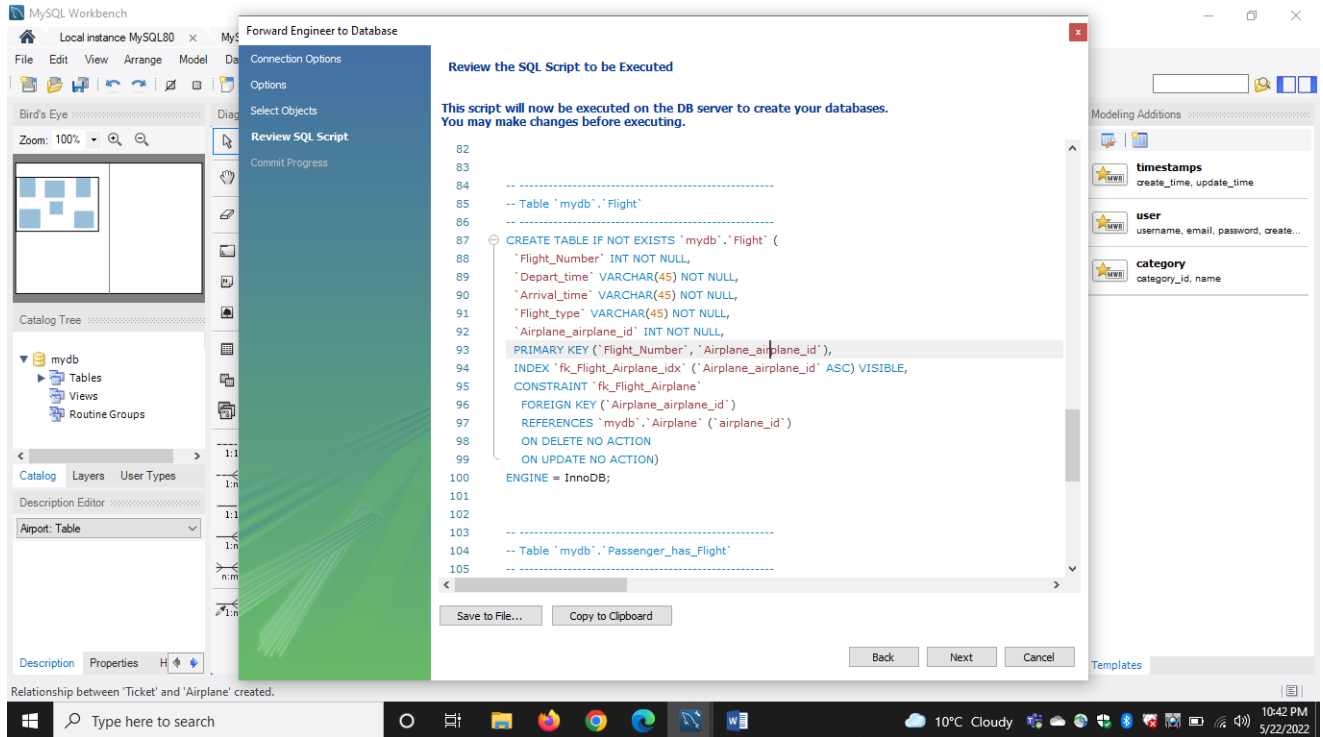 MySQL Workbench
Local instance MySQL80 ×
File Edit View Arrange Model
Bird's Eye
Zoom: 100%
Catalog Tree
mydb
Tables
Views
Routine Groups
Catalog Layers User Types
Description Editor
Airport: Table
Description Properties H
1:1
1:n
1:1
1:n
n:m
1:n
Forward Engineer to Database
x
Connection Options
Options
Select Objects
Review SQL Script
Commit Progress
Review the SQL Script to be Executed
This script will now be executed on the DB server to create your databases.
You may make changes before executing.
82
83
84 -- -----------------------------------------------------
85 -- Table `mydb`.`Flight`
86 -- -----------------------------------------------------
87 CREATE TABLE IF NOT EXISTS `mydb`.`Flight` (
88 `Flight_Number` INT NOT NULL,
89 `Depart_time` VARCHAR(45) NOT NULL,
90 `Arrival_time` VARCHAR(45) NOT NULL,
91 `Flight_type` VARCHAR(45) NOT NULL,
92 `Airplane_airplane_id` INT NOT NULL,
93 PRIMARY KEY (`Flight_Number`, `Airplane_airplane_id`),
94 INDEX `fk_Flight_Airplane_idx` (`Airplane_airplane_id` ASC) VISIBLE,
95 CONSTRAINT `fk_Flight_Airplane`
96 FOREIGN KEY (`Airplane_airplane_id`)
97 REFERENCES `mydb`.`Airplane` (`airplane_id`)
98 ON DELETE NO ACTION
99 ON UPDATE NO ACTION)
100 ENGINE = InnoDB;
101
102
103 -- -----------------------------------------------------
104 -- Table `mydb`.`Passenger_has_Flight`
105 -- -----------------------------------------------------
Save to File... Copy to Clipboard
Back Next Cancel
Modeling Additions
timestamps
create_time, update_time
user
username, email, password, create...
category
category_id, name
MWB
MWB
MWB
Templates
Relationship between 'Ticket' and 'Airplane' created.
Type here to search
10°C Cloudy
10:42 PM
5/22/2022